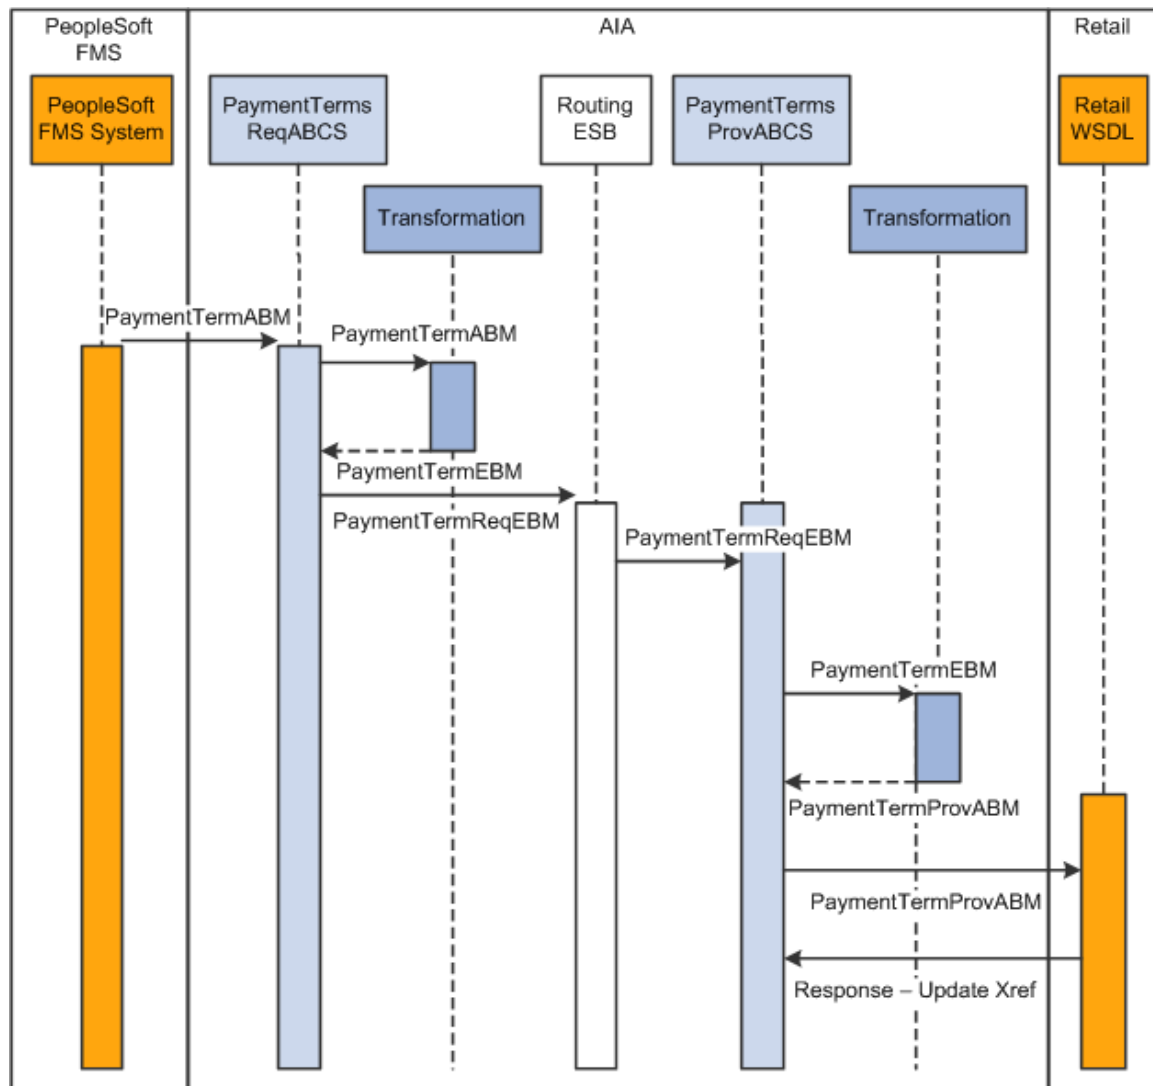 PeopleSoft
FMS
AIA
Retail
PeopleSoft
FMS System
PaymentTerms
ReqABCS
Routing
ESB
PaymentTerms
ProvABCS
Retail
WSDL
Transformation
Transformation
PaymentTermABM
PaymentTermABM
PaymentTermEBM
PaymentTermReqEBM
PaymentTermReqEBM
PaymentTermEBM
PaymentTermProvABM
PaymentTermProvABM
Response – Update Xref